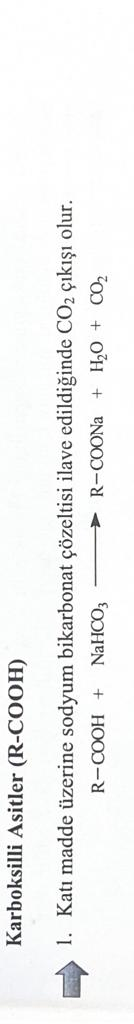 Karboksilli Asitler (R-COOH)
1. Katı madde üzerine sodyum bikarbonat çözeltisi ilave edildiğinde CO₂ çıkışı olur.
R–COOH + NaHCO₃ ⟶ R–COONa + H₂O + CO₂